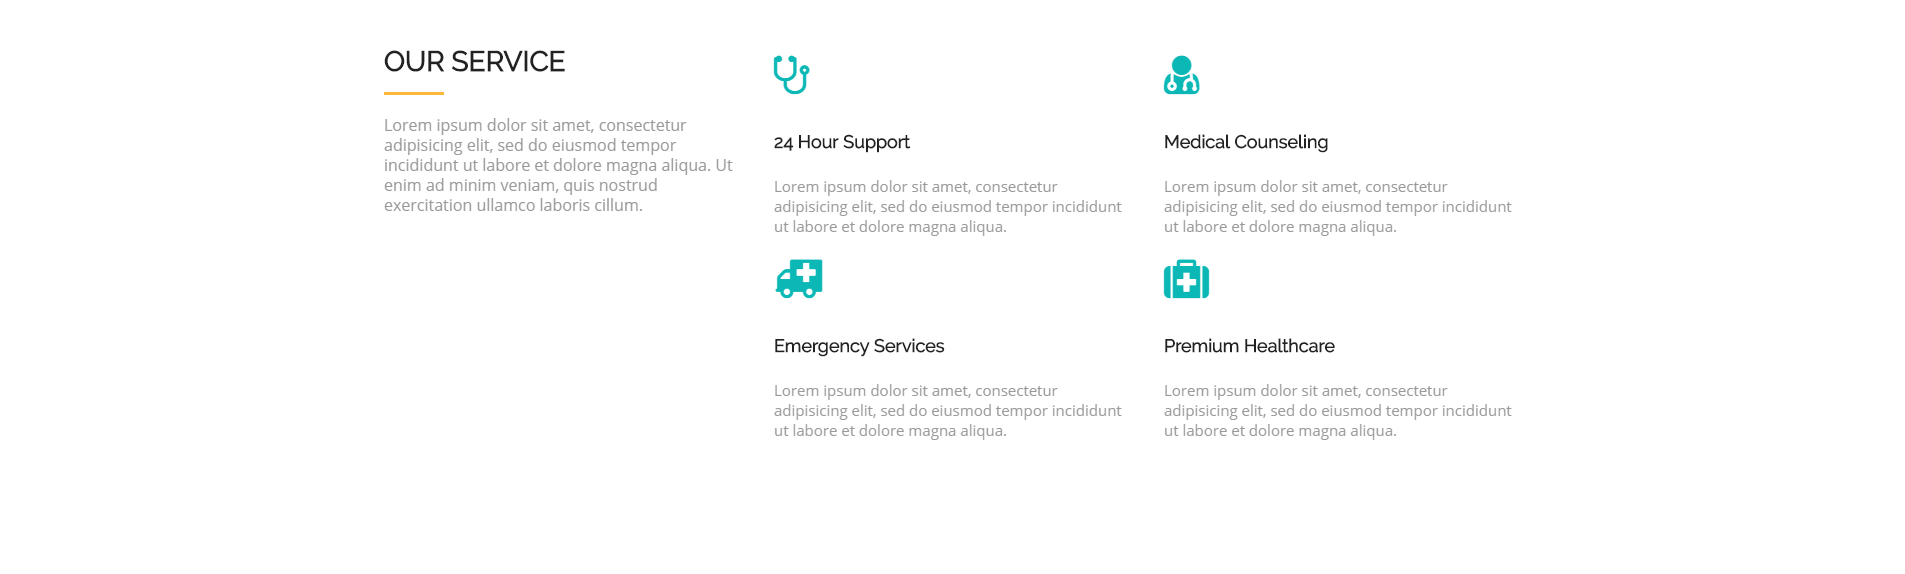 OUR SERVICE
Lorem ipsum dolor sit amet, consectetur
adipisicing elit, sed do eiusmod tempor
incididunt ut labore et dolore magna aliqua. Ut
enim ad minim veniam, quis nostrud
exercitation ullamco laboris cillum.
24 Hour Support
Lorem ipsum dolor sit amet, consectetur
adipisicing elit, sed do eiusmod tempor incididunt
ut labore et dolore magna aliqua.
Medical Counseling
Lorem ipsum dolor sit amet, consectetur
adipisicing elit, sed do eiusmod tempor incididunt
ut labore et dolore magna aliqua.
Emergency Services
Lorem ipsum dolor sit amet, consectetur
adipisicing elit, sed do eiusmod tempor incididunt
ut labore et dolore magna aliqua.
Premium Healthcare
Lorem ipsum dolor sit amet, consectetur
adipisicing elit, sed do eiusmod tempor incididunt
ut labore et dolore magna aliqua.